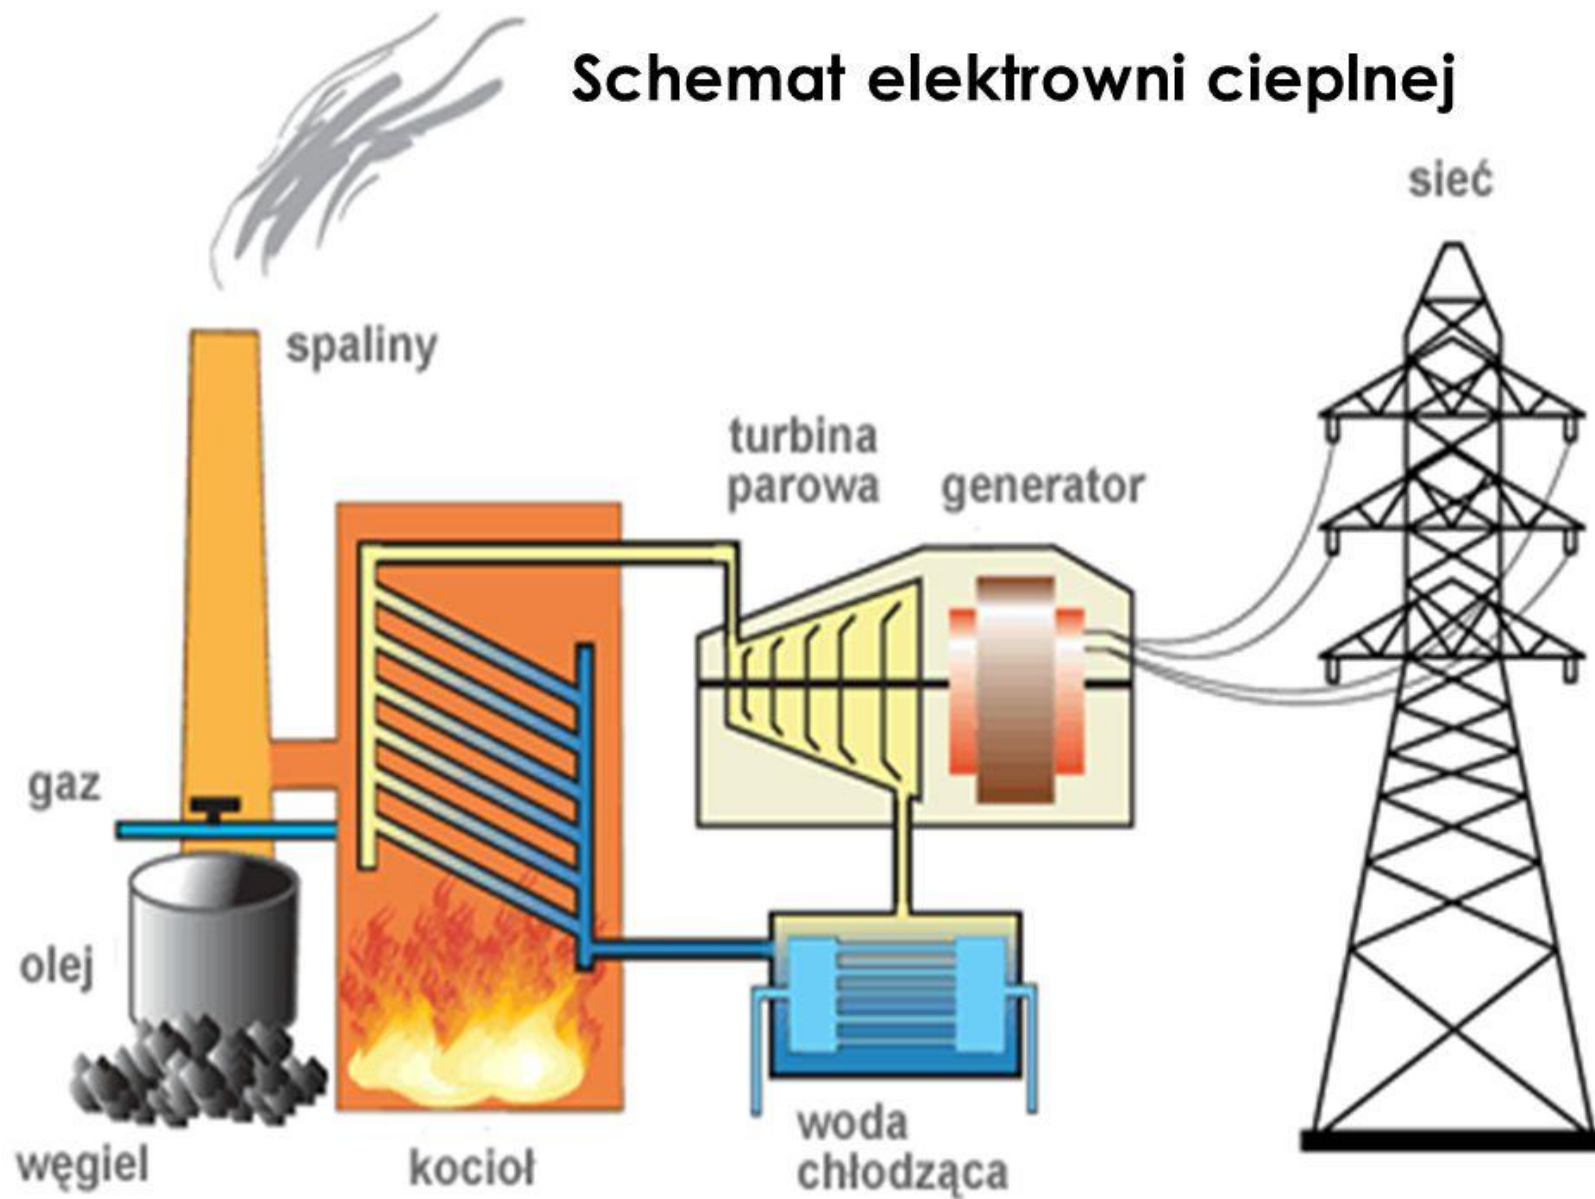 Schemat elektrowni cieplnej
sieć
spaliny
turbina
parowa
generator
gaz
olej
węgiel
kocioł
woda
chłodząca